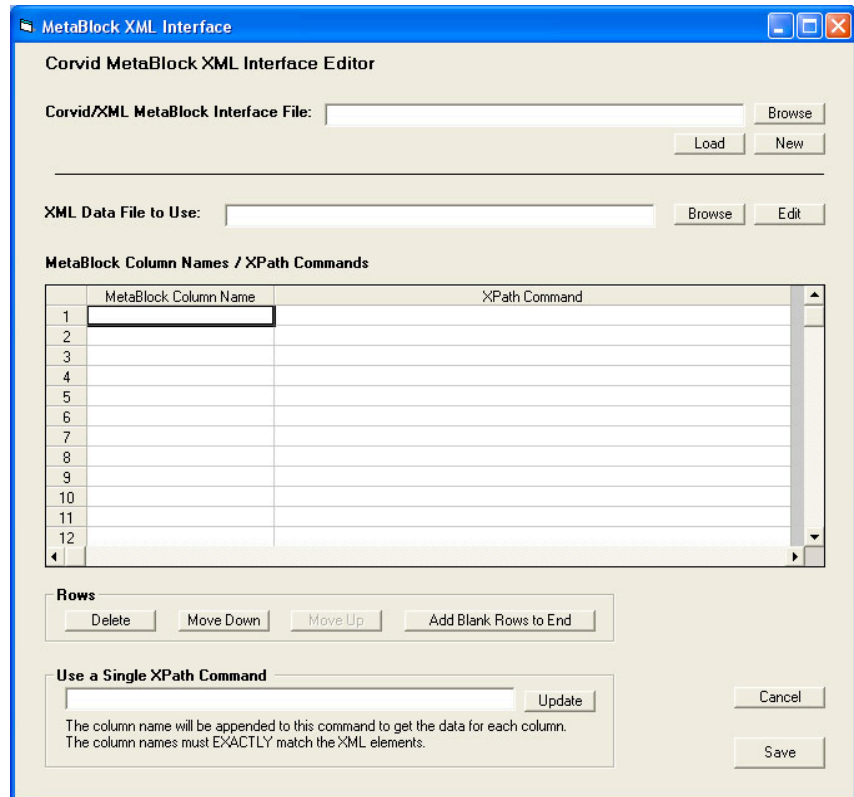 MetaBlock XML Interface
Corvid MetaBlock XML Interface Editor
Corvid/XML MetaBlock Interface File:
Browse
Load New
XML Data File to Use:
Browse Edit
MetaBlock Column Names / XPath Commands
MetaBlock Column Name XPath Command
1
2
3
4
5
6
7
8
9
10
11
12
Rows
Delete Move Down Move Up Add Blank Rows to End
Use a Single XPath Command
Update
The column name will be appended to this command to get the data for each column.
The column names must EXACTLY match the XML elements.
Cancel
Save